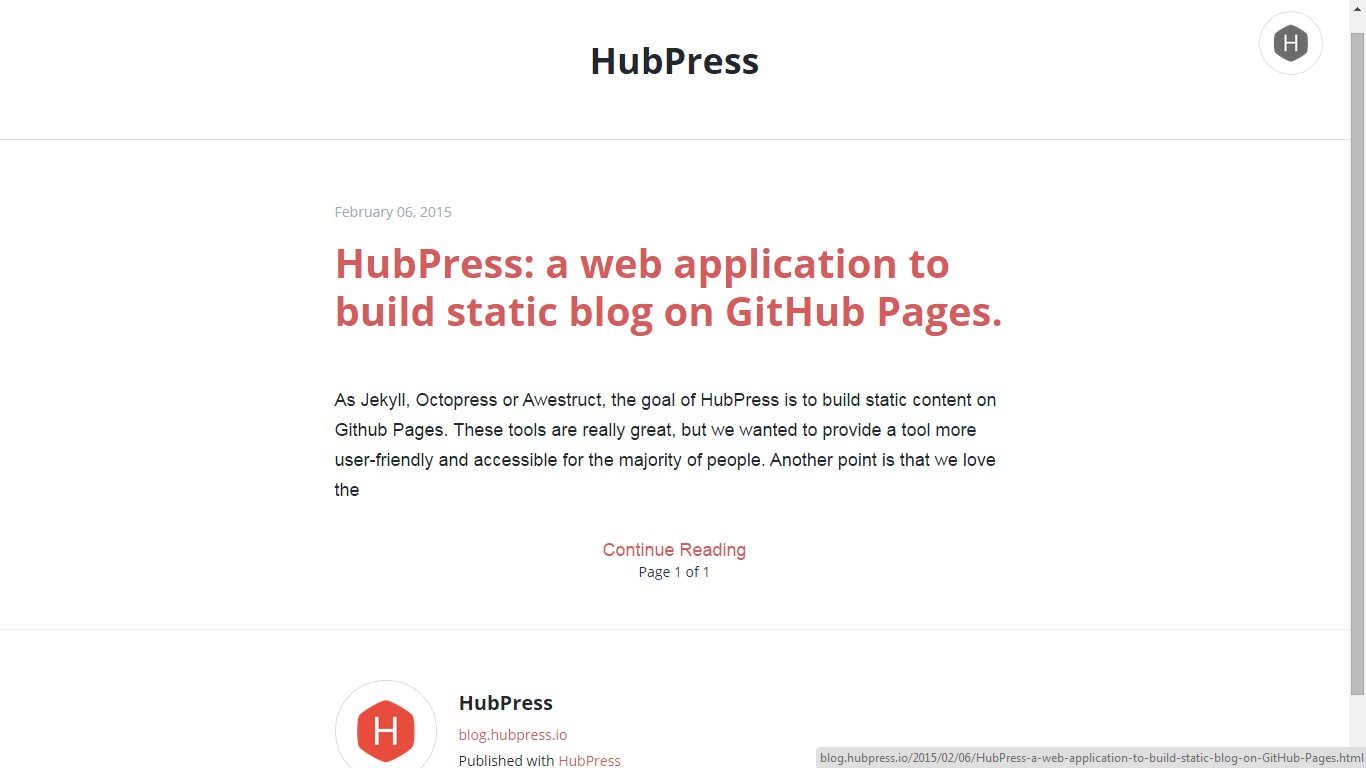 HubPress
H
February 06, 2015
HubPress: a web application to
build static blog on GitHub Pages.
As Jekyll, Octopress or Awestruct, the goal of HubPress is to build static content on
Github Pages. These tools are really great, but we wanted to provide a tool more
user-friendly and accessible for the majority of people. Another point is that we love
the
Continue Reading
Page 1 of 1
H
HubPress
blog.hubpress.io
Published with HubPress
blog.hubpress.io/2015/02/06/HubPress-a-web-application-to-build-static-blog-on-GitHub-Pages.html